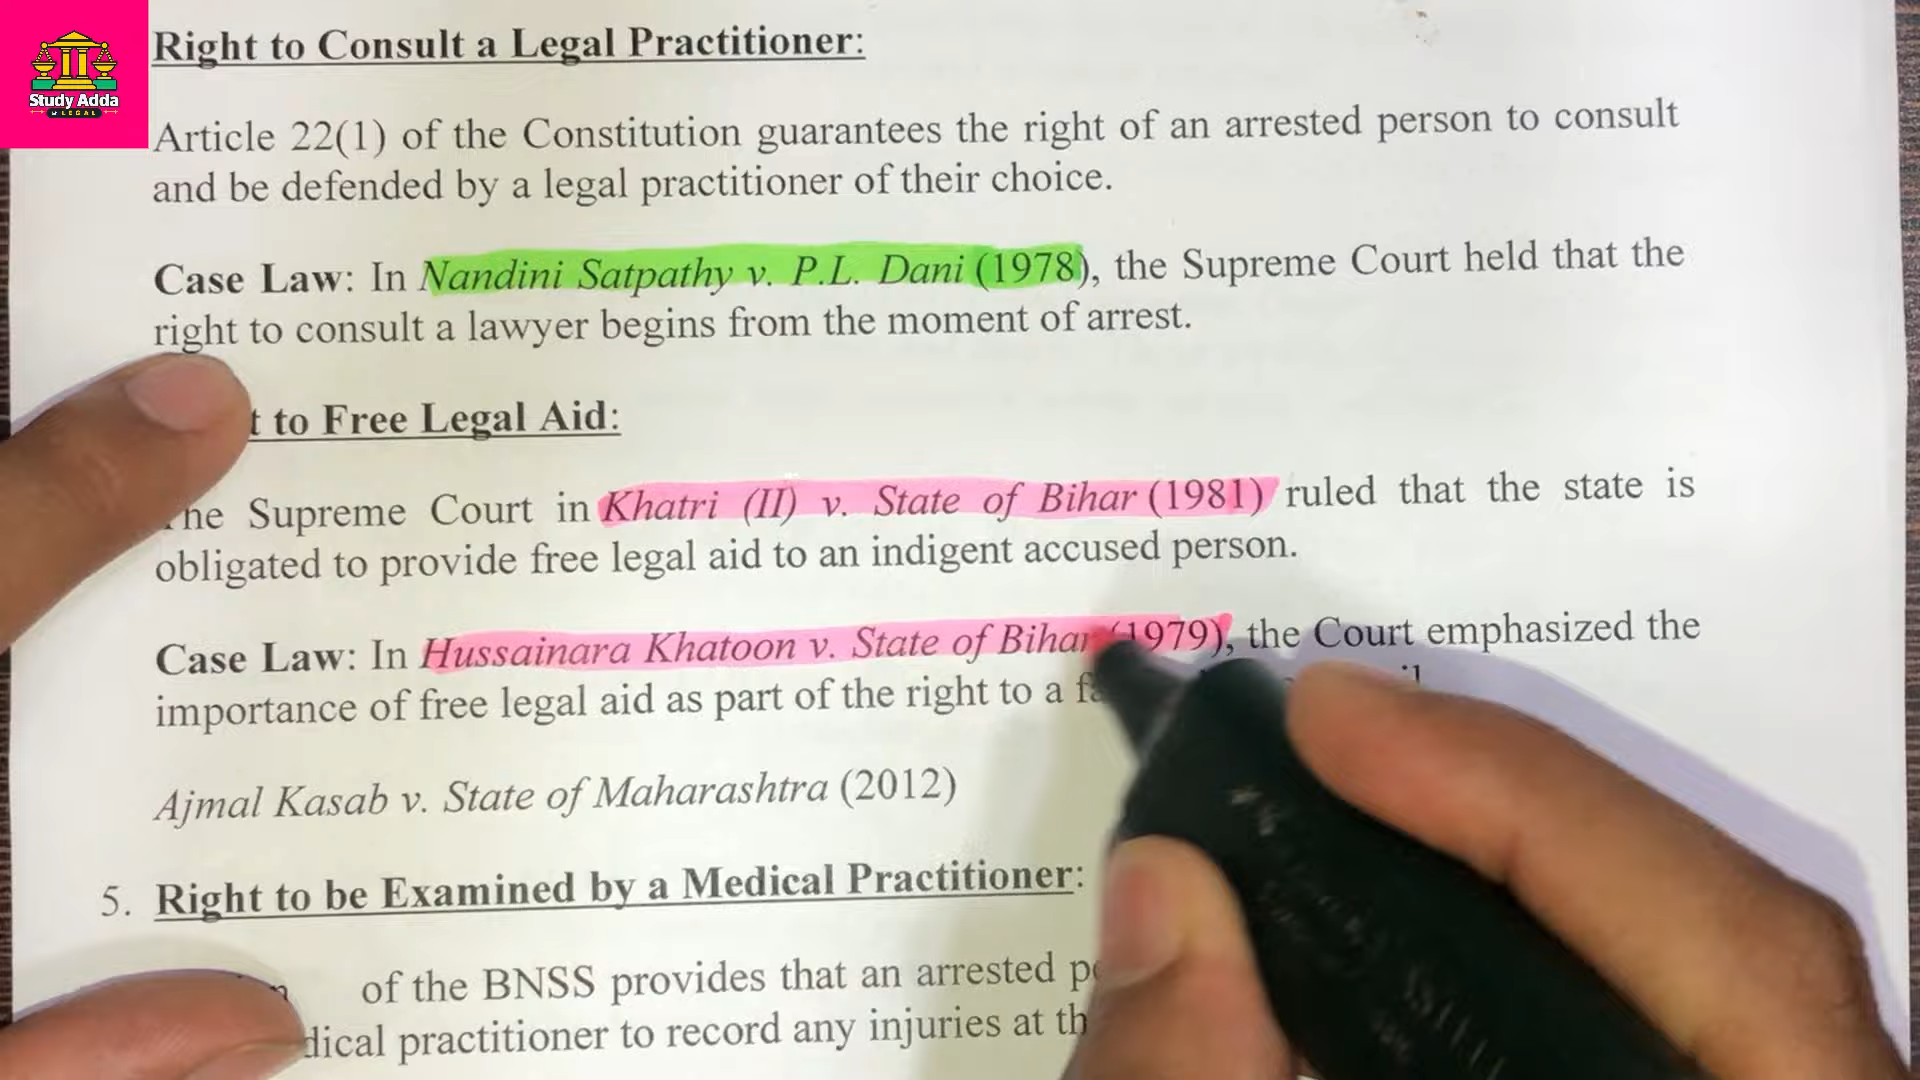 Study Adda
LEGAL
Right to Consult a Legal Practitioner:
Article 22(1) of the Constitution guarantees the right of an arrested person to consult
and be defended by a legal practitioner of their choice.
Case Law: In Nandini Satpathy v. P.L. Dani (1978), the Supreme Court held that the
right to consult a lawyer begins from the moment of arrest.
to Free Legal Aid:
Supreme Court in Khatri (II) v. State of Bihar (1981) ruled that the state is
obligated to provide free legal aid to an indigent accused person.
Case Law: In Hussainara Khatoon v. State of Bihar (1979), the Court emphasized the
importance of free legal aid as part of the right to a
Ajmal Kasab v. State of Maharashtra (2012)
5. Right to be Examined by a Medical Practitioner:
of the BNSS provides that an arrested
practitioner to record any injuries at